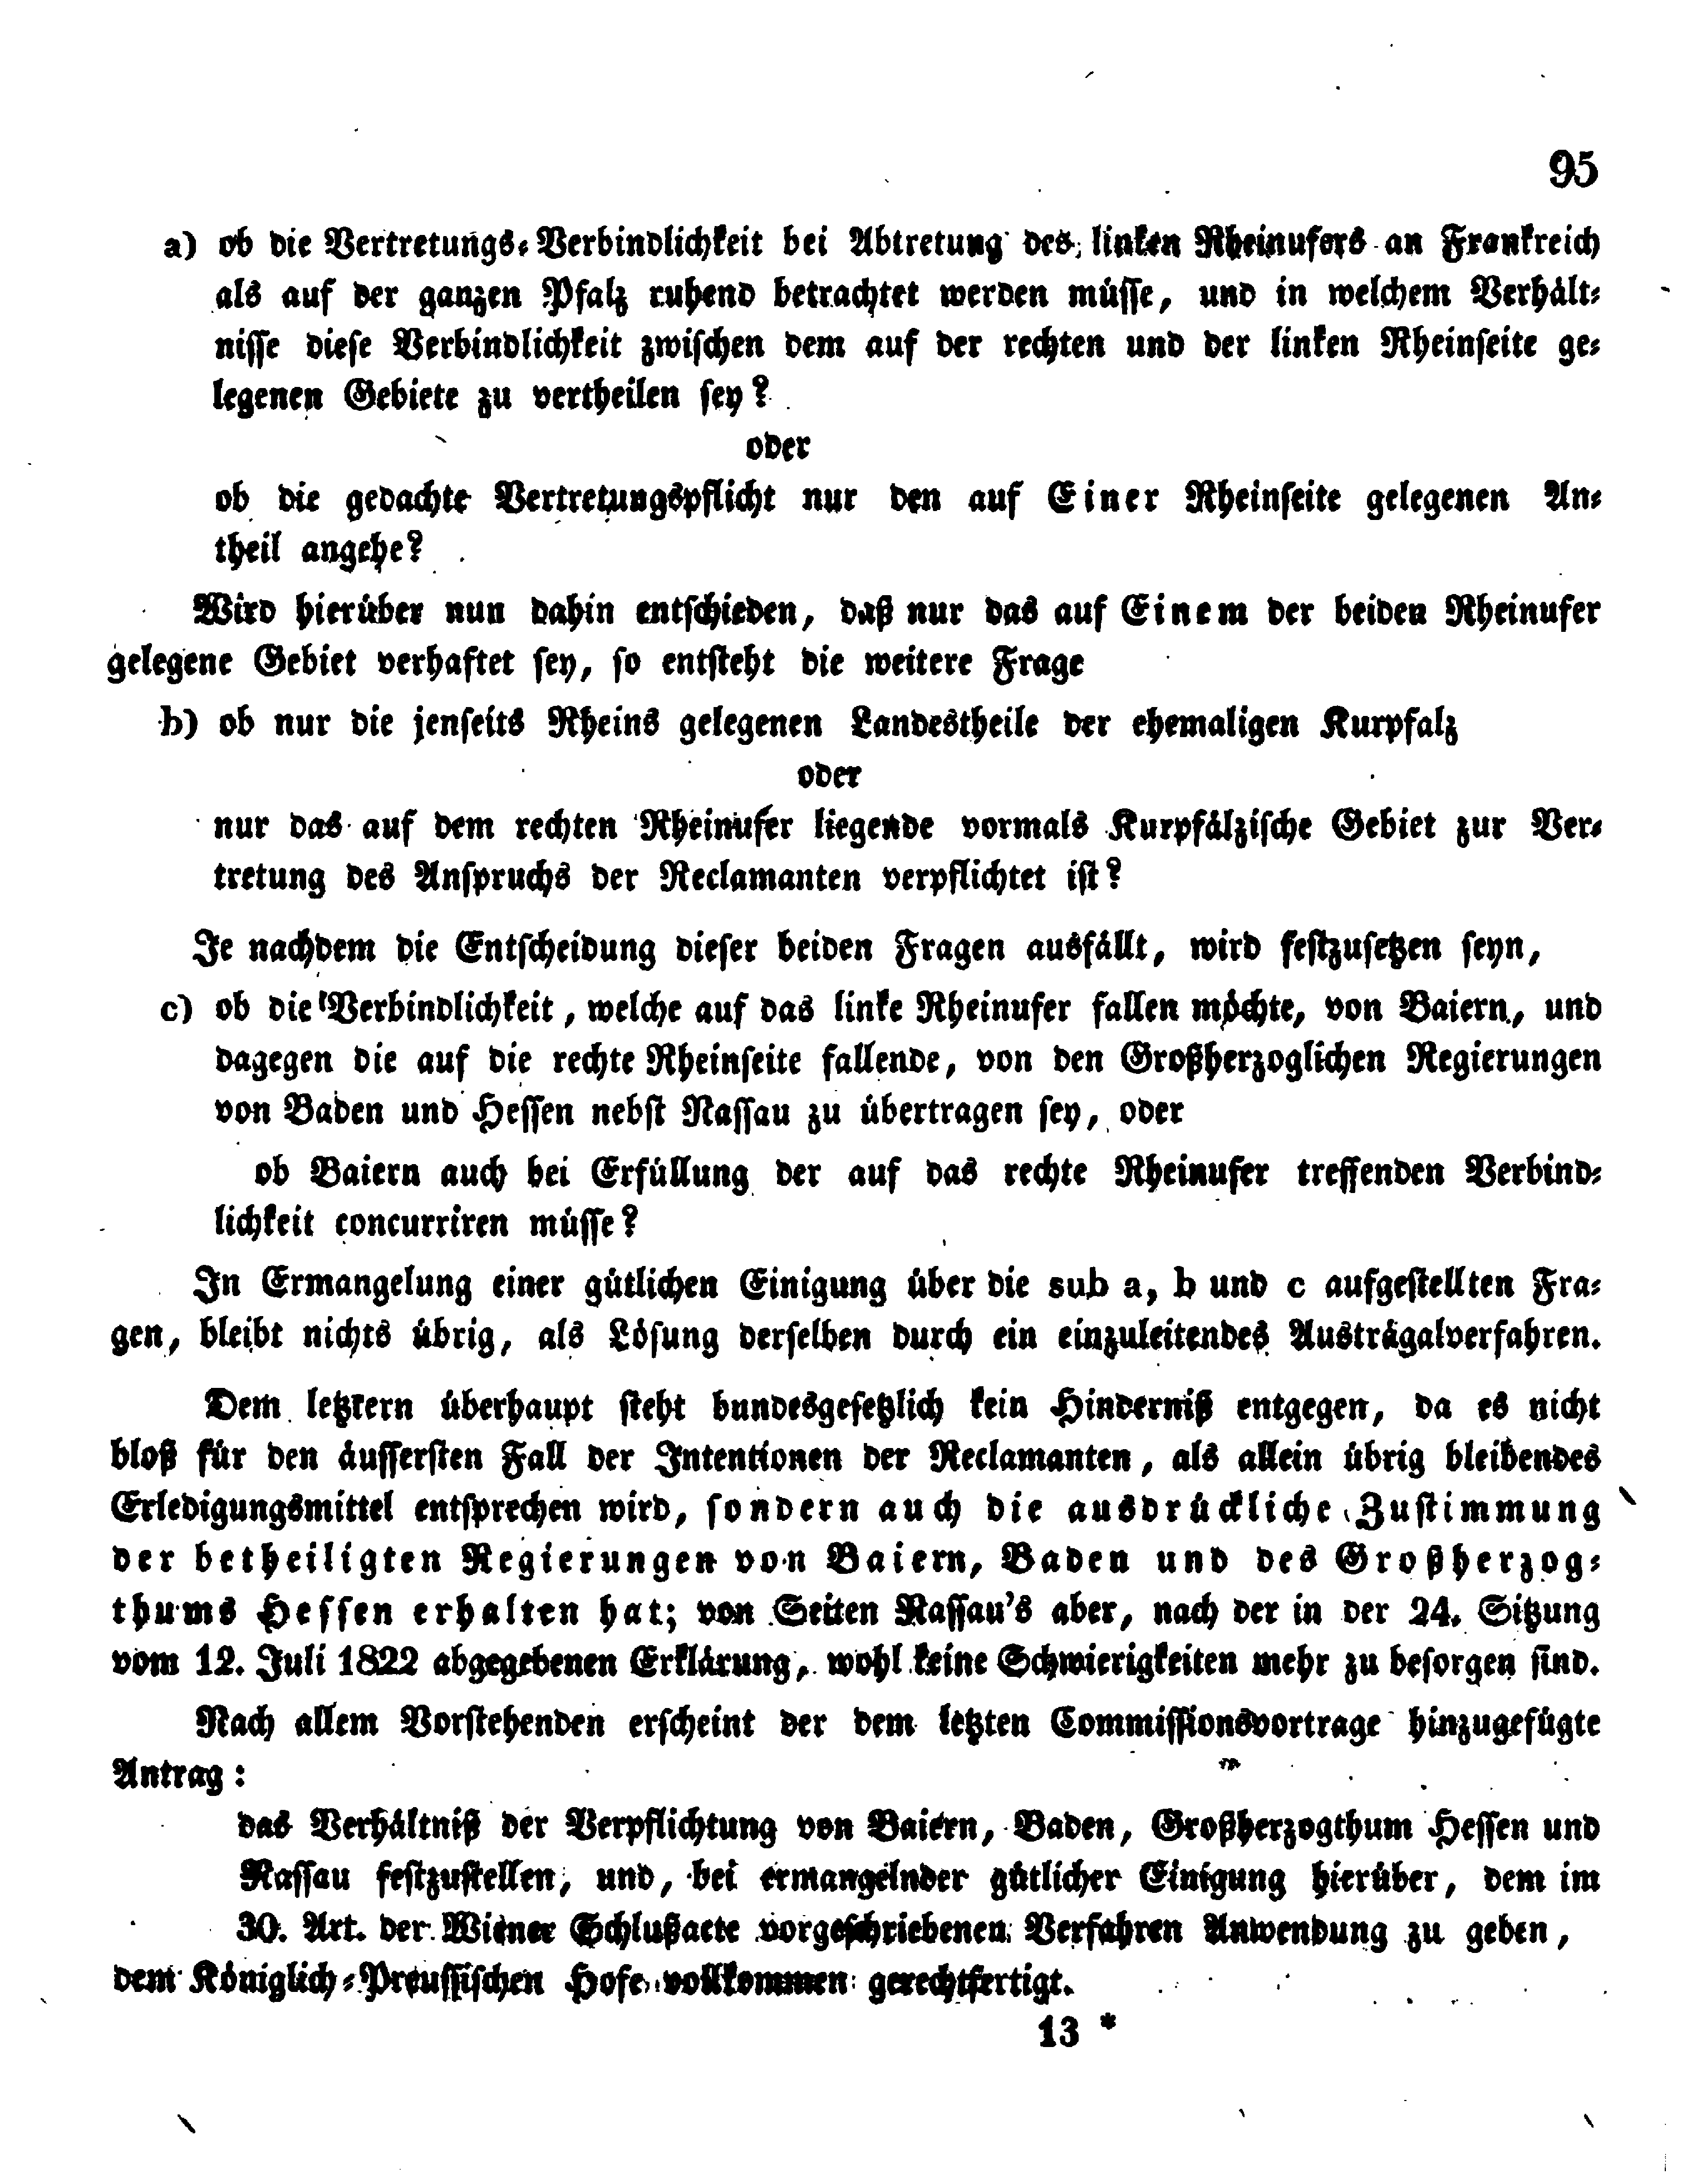 95
a) ob die Vertretungs-Verbindlichkeit bei Abtretung des linken Rheinufers an Frankreich
als auf der ganzen Pfalz ruhend betrachtet werden müsse, und in welchem Verhält-
nisse diese Verbindlichkeit zwischen dem auf der rechten und der linken Rheinseite ge-
legenen Gebiete zu vertheilen sey?
oder
ob die gedachte Vertretungspflicht nur den auf Einer Rheinseite gelegenen An-
theil angehe?
Wird hierüber nun dahin entschieden, daß nur das auf Einem der beiden Rheinufer
gelegene Gebiet verhaftet sey, so entsteht die weitere Frage
b) ob nur die jenseits Rheins gelegenen Landestheile der ehemaligen Kurpfalz
oder
nur das auf dem rechten Rheinufer liegende vormals Kurpfälzische Gebiet zur Ver-
tretung des Anspruchs der Reclamanten verpflichtet ist?
Je nachdem die Entscheidung dieser beiden Fragen ausfällt, wird festzusetzen seyn,
c) ob die Verbindlichkeit, welche auf das linke Rheinufer fallen möchte, von Baiern, und
dagegen die auf die rechte Rheinseite fallende, von den Großherzoglichen Regierungen
von Baden und Hessen nebst Nassau zu übertragen sey, oder
ob Baiern auch bei Erfüllung der auf das rechte Rheinufer treffenden Verbind-
lichkeit concurriren müsse?
In Ermangelung einer gütlichen Einigung über die sub a, b und c aufgestellten Fra-
gen, bleibt nichts übrig, als Lösung derselben durch ein einzuleitendes Austrägalverfahren.
Dem letztern überhaupt steht bundesgesetzlich kein Hinderniß entgegen, da es nicht
bloß für den äussersten Fall der Intentionen der Reclamanten, als allein übrig bleibendes
Erledigungsmittel entsprechen wird, sondern auch die ausdrückliche Zustimmung
der betheiligten Regierungen von Baiern, Baden und des Großherzog-
thums Hessen erhalten hat; von Seiten Nassau's aber, nach der in der 24. Sitzung
vom 12. Juli 1822 abgegebenen Erklärung, wohl keine Schwierigkeiten mehr zu besorgen sind.
Nach allem Vorstehenden erscheint der dem letzten Commissionsvortrage hinzugefügte
Antrag:
das Verhältniß der Verpflichtung von Baiern, Baden, Großherzogthum Hessen und
Nassau festzustellen, und, bei ermangelnder gütlicher Einigung hierüber, dem im
30. Art. der Wiener Schlußacte vorgeschriebenen Verfahren Anwendung zu geben,
dem Königlich-Preussischen Hofe vollkommen gerechtfertigt.
13 *